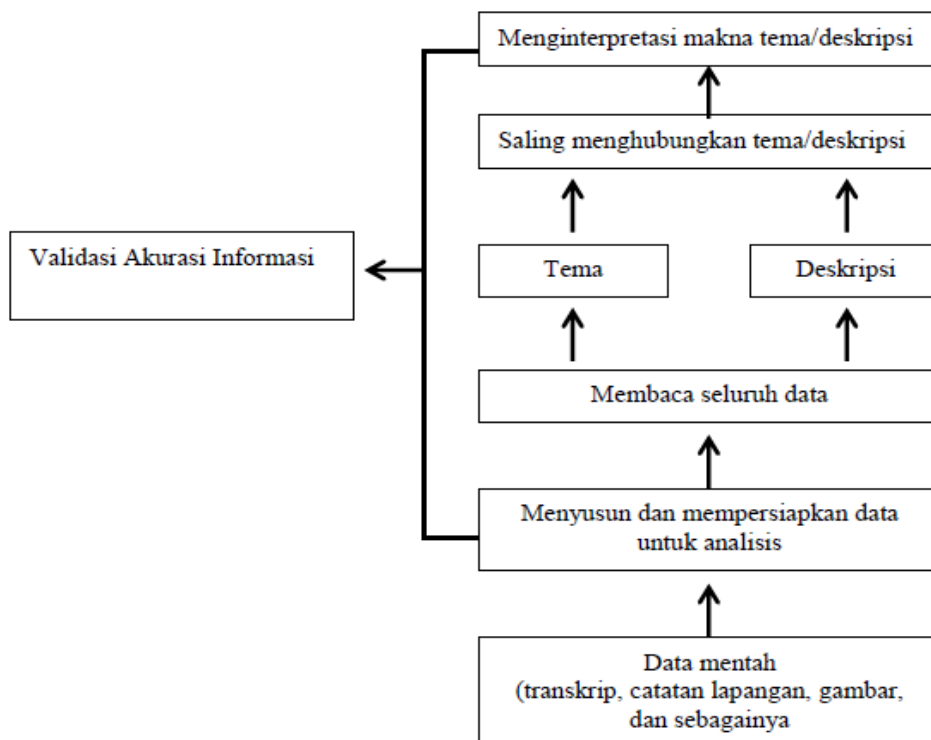 Menginterpretasi makna tema/deskripsi
Saling menghubungkan tema/deskripsi
Validasi Akurasi Informasi
Tema
Deskripsi
Membaca seluruh data
Menyusun dan mempersiapkan data
untuk analisis
Data mentah
(transkrip, catatan lapangan, gambar,
dan sebagainya